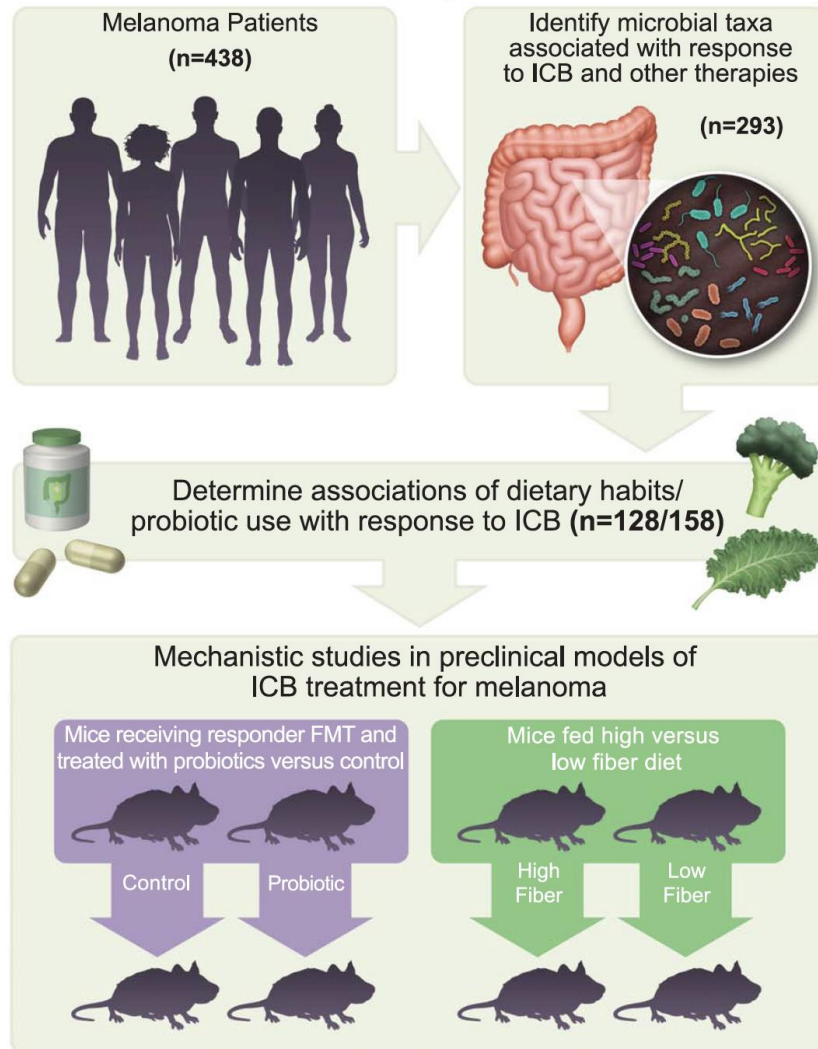 Melanoma Patients
(n=438)
Identify microbial taxa
associated with response
to ICB and other therapies
(n=293)
Determine associations of dietary habits/
probiotic use with response to ICB (n=128/158)
Mechanistic studies in preclinical models of
ICB treatment for melanoma
Mice receiving responder FMT and
treated with probiotics versus control
Control
Probiotic
Mice fed high versus
low fiber diet
High
Fiber
Low
Fiber